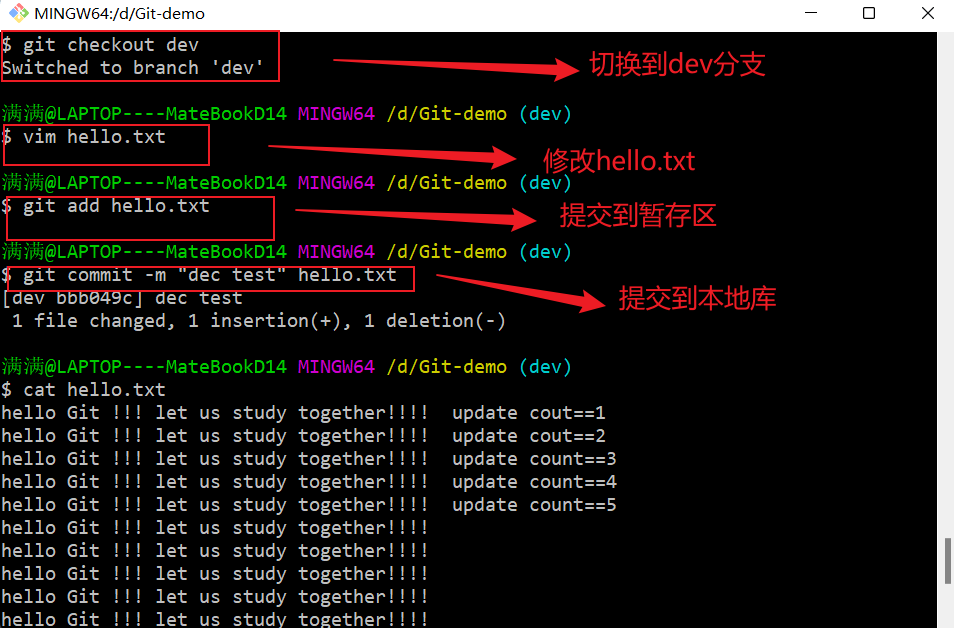 MINGW64:/d/Git-demo
$ git checkout dev
Switched to branch 'dev'
切换到dev分支
满满@LAPTOP----MateBookD14 MINGW64 /d/Git-demo (dev)
$ vim hello.txt
修改hello.txt
满满@LAPTOP----MateBookD14 MINGW64 /d/Git-demo (dev)
$ git add hello.txt
提交到暂存区
满满@LAPTOP----MateBookD14 MINGW64 /d/Git-demo (dev)
$ git commit -m "dec test" hello.txt
提交到本地库
[dev bbb049c] dec test
1 file changed, 1 insertion(+), 1 deletion(-)
满满@LAPTOP----MateBookD14 MINGW64 /d/Git-demo (dev)
$ cat hello.txt
hello Git !!! let us study together!!!!  update cout==1
hello Git !!! let us study together!!!!  update cout==2
hello Git !!! let us study together!!!!  update count==3
hello Git !!! let us study together!!!!  update count==4
hello Git !!! let us study together!!!!  update count==5
hello Git !!! let us study together!!!!
hello Git !!! let us study together!!!!
hello Git !!! let us study together!!!!
hello Git !!! let us study together!!!!
hello Git !!! let us study together!!!!